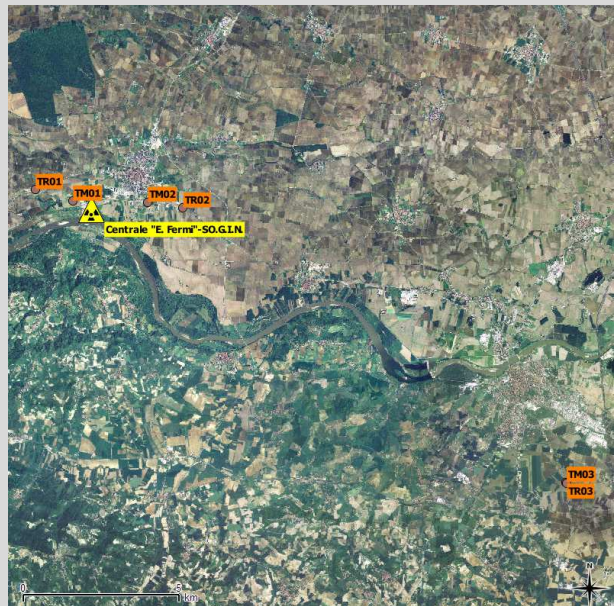 TR01
TM01
TM02
TR02
Centrale "E. Fermi"-SO.G.I.N.
TM03
TR03
N
0
5
km